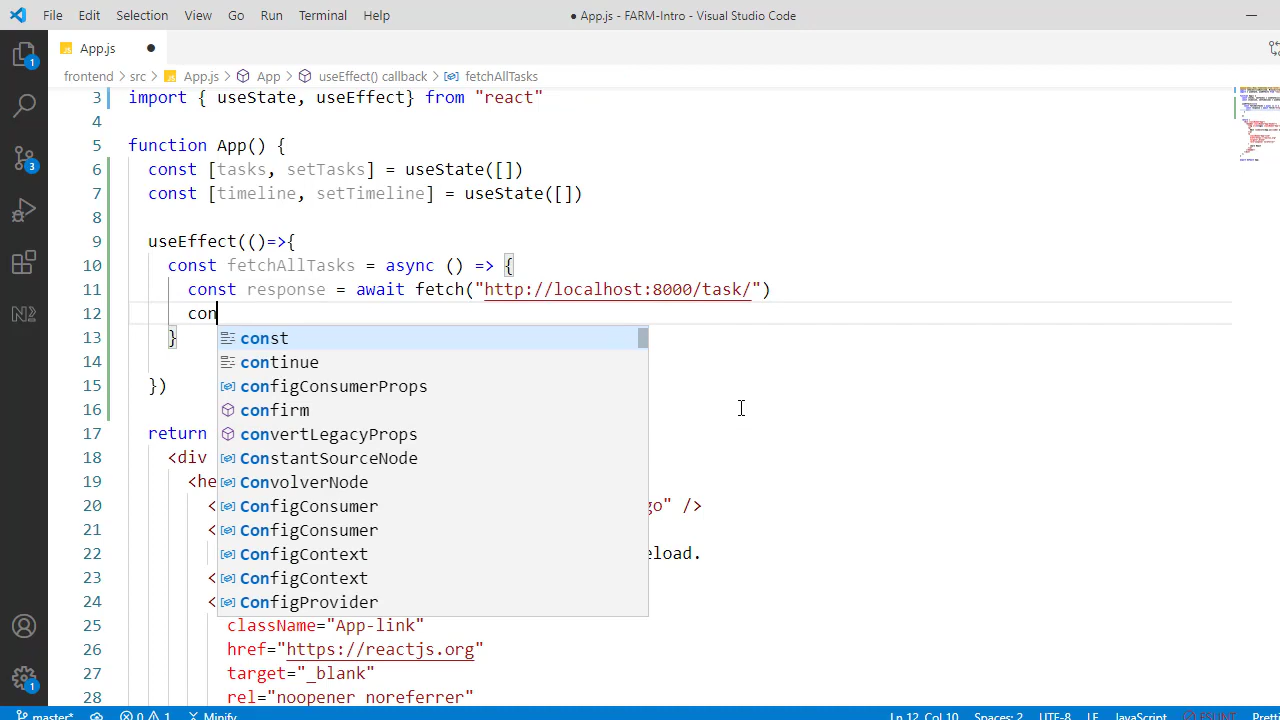 File Edit Selection View Go Run Terminal Help ● App.js - FARM-Intro - Visual Studio Code
App.js ●
frontend > src > App.js > App > useEffect() callback > fetchAllTasks
3 import { useState, useEffect} from "react"
4
5 function App() {
6 const [tasks, setTasks] = useState([])
7 const [timeline, setTimeline] = useState([])
8
9 useEffect(()=>{
10 const fetchAllTasks = async () => {
11 const response = await fetch("http://localhost:8000/task/")
12 con
13 }
14
15 })
16
17 return
18 <div
19 <he
20 < go" />
21 <
22 eload.
23 <
24 <
25 className="App-link"
26 href="https://reactjs.org"
27 target="_blank"
28 rel="noopener noreferrer"
const
continue
configConsumerProps
confirm
convertLegacyProps
ConstantSourceNode
ConvolverNode
ConfigConsumer
ConfigConsumer
ConfigContext
ConfigContext
ConfigProvider
1
3
1
master* 0 1 Minify Ln 12, Col 10 Spaces: 2 UTF-8 LF JavaScript ESLINT Pretti